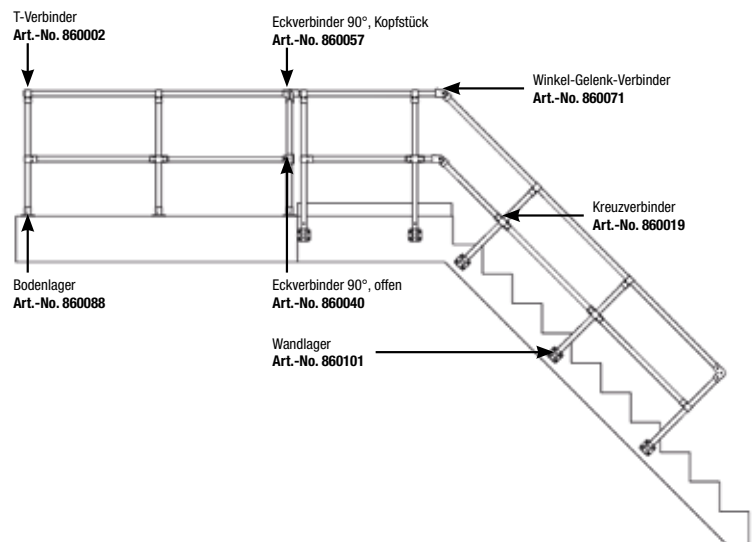 T-Verbinder
Art.-No. 860002
Eckverbinder 90°, Kopfstück
Art.-No. 860057
Winkel-Gelenk-Verbinder
Art.-No. 860071
Kreuzverbinder
Art.-No. 860019
Bodenlager
Art.-No. 860088
Eckverbinder 90°, offen
Art.-No. 860040
Wandlager
Art.-No. 860101